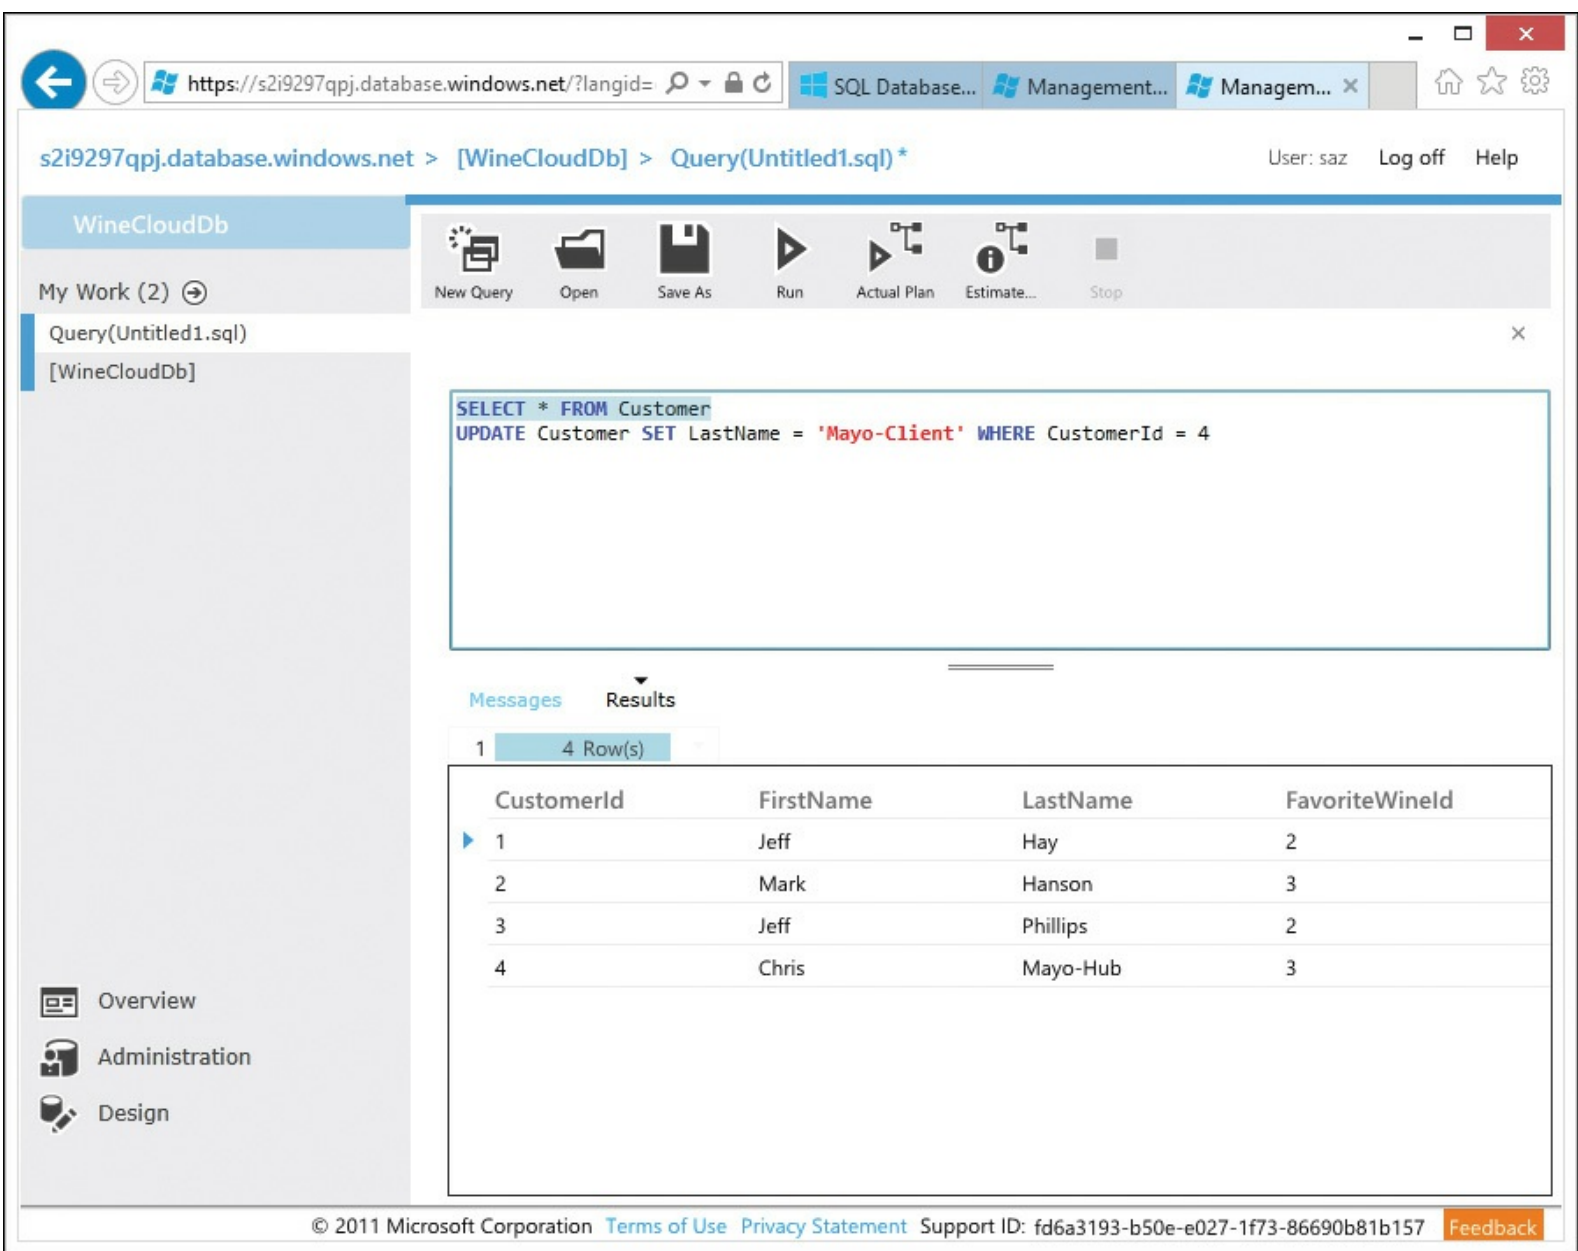 https://s2i9297qpj.database.windows.net/?langid=
SQL Database...
Management...
Managem...
s2i9297qpj.database.windows.net > [WineCloudDb] > Query(Untitled1.sql) *
User: saz Log off Help
WineCloudDb
My Work (2)
Query(Untitled1.sql)
[WineCloudDb]
New Query Open Save As Run Actual Plan Estimate... Stop
SELECT * FROM Customer
UPDATE Customer SET LastName = 'Mayo-Client' WHERE CustomerId = 4
Messages Results
1 4 Row(s)
CustomerId FirstName LastName FavoriteWineId
1 Jeff Hay 2
2 Mark Hanson 3
3 Jeff Phillips 2
4 Chris Mayo-Hub 3
Overview
Administration
Design
© 2011 Microsoft Corporation Terms of Use Privacy Statement Support ID: fd6a3193-b50e-e027-1f73-86690b81b157 Feedback